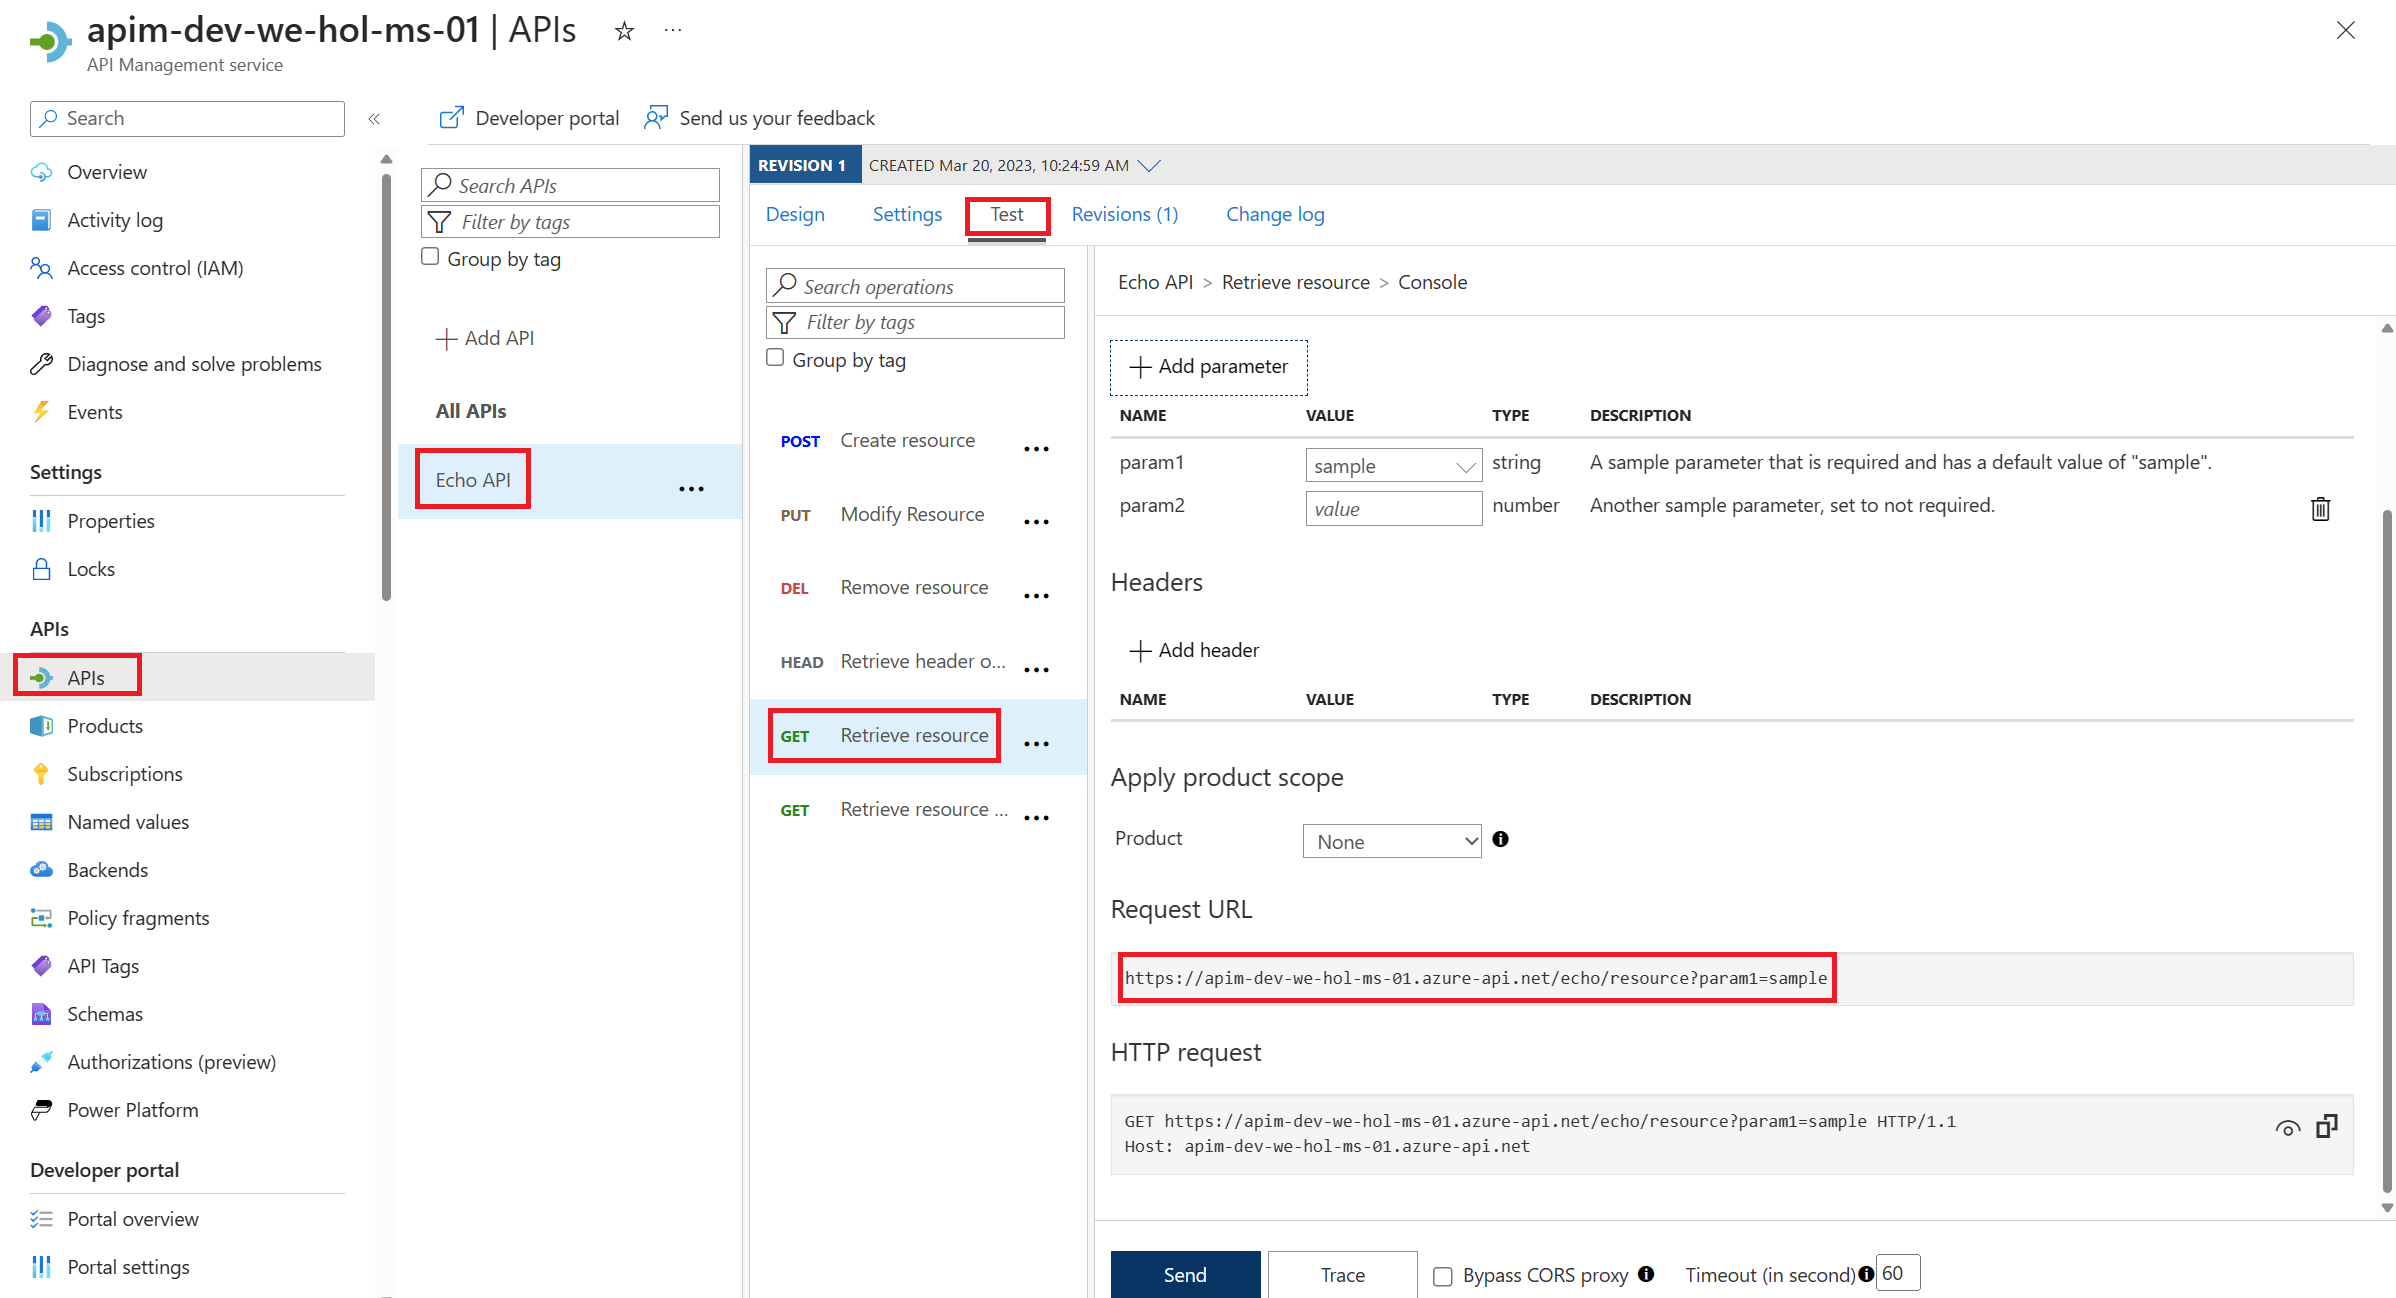 apim-dev-we-hol-ms-01 | APIs
API Management service
Search
Developer portal
Send us your feedback
Overview
Activity log
Access control (IAM)
Tags
Diagnose and solve problems
Events
Settings
Properties
Locks
APIs
APIs
Products
Subscriptions
Named values
Backends
Policy fragments
API Tags
Schemas
Authorizations (preview)
Power Platform
Developer portal
Portal overview
Portal settings
Search APIs
Filter by tags
Group by tag
Add API
All APIs
Echo API
REVISION 1 CREATED Mar 20, 2023, 10:24:59 AM
Design Settings Test Revisions (1) Change log
Search operations
Filter by tags
Group by tag
POST Create resource
PUT Modify Resource
DEL Remove resource
HEAD Retrieve header o...
GET Retrieve resource
GET Retrieve resource ...
Echo API > Retrieve resource > Console
Add parameter
NAME VALUE TYPE DESCRIPTION
param1 sample string A sample parameter that is required and has a default value of "sample".
param2 value number Another sample parameter, set to not required.
Headers
Add header
NAME VALUE TYPE DESCRIPTION
Apply product scope
Product None
Request URL
https://apim-dev-we-hol-ms-01.azure-api.net/echo/resource?param1=sample
HTTP request
GET https://apim-dev-we-hol-ms-01.azure-api.net/echo/resource?param1=sample HTTP/1.1
Host: apim-dev-we-hol-ms-01.azure-api.net
Send Trace Bypass CORS proxy Timeout (in second) 60